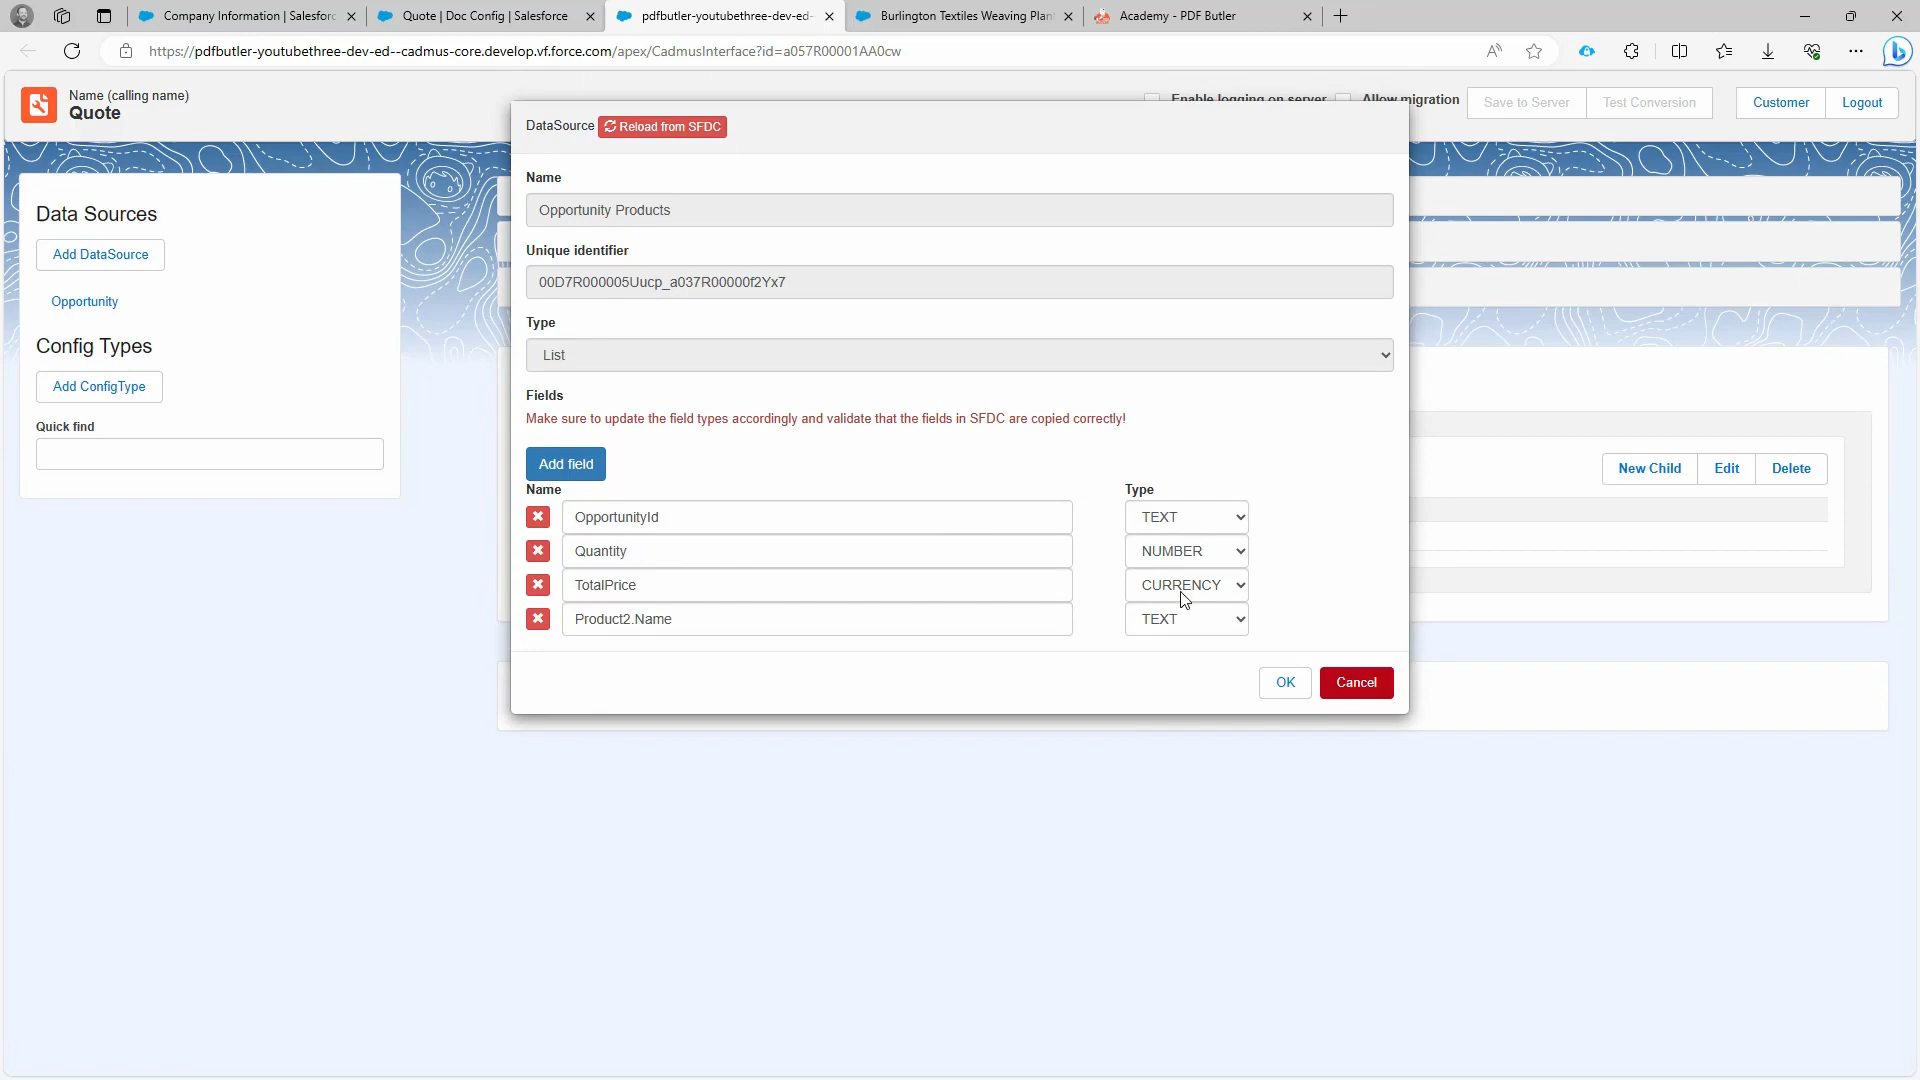 Company Information | Salesforc
Quote | Doc Config | Salesforce
pdfbutler-youtubethree-dev-ed-
Burlington Textiles Weaving Plan
Academy - PDF Butler
https://pdfbutler-youtubethree-dev-ed--cadmus-core.develop.vf.force.com/apex/CadmusInterface?id=a057R00001AA0cw
Name (calling name)
Quote
Enable logging on server
Allow migration
Save to Server
Test Conversion
Customer
Logout
DataSource
Reload from SFDC
Data Sources
Add DataSource
Opportunity
Config Types
Add ConfigType
Quick find
Name
Opportunity Products
Unique identifier
00D7R000005Uucp_a037R00000f2Yx7
Type
List
Fields
Make sure to update the field types accordingly and validate that the fields in SFDC are copied correctly!
Add field
Name Type
OpportunityId TEXT
Quantity NUMBER
TotalPrice CURRENCY
Product2.Name TEXT
OK
Cancel
New Child
Edit
Delete